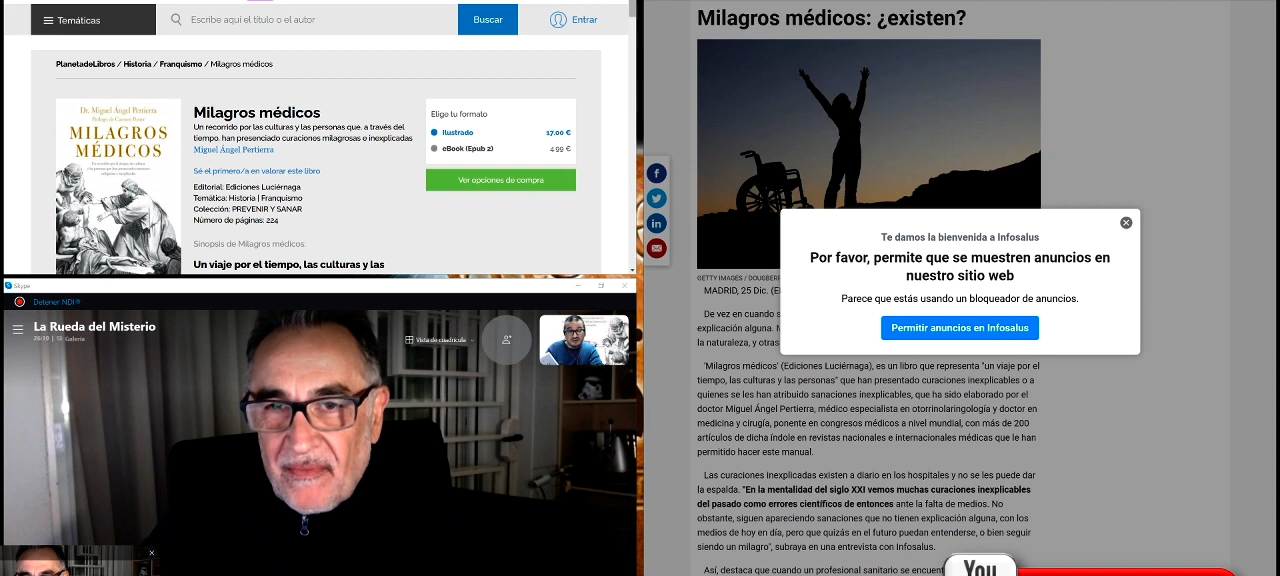 Temáticas
Escribe aquí el título o el autor
Buscar
Entrar
PlanetadeLibros / Historia / Franquismo / Milagros médicos
Dr. Miguel Ángel Pertierra
MILAGROS
MÉDICOS
Milagros médicos
Un recorrido por las culturas y las personas que, a través del
tiempo, han presenciado curaciones milagrosas e inexplicadas
Miguel Ángel Pertierra
Sé el primero/a en valorar este libro
Editorial: Ediciones Luciérnaga
Temática: Historia | Franquismo
Colección: PREVENIR Y SANAR
Número de páginas: 224
Sinopsis de Milagros médicos:
Un viaje por el tiempo, las culturas y las
Elige tu formato
Ilustrado 17,00 €
eBook (Epub 2) 4,99 €
Ver opciones de compra
Skype
Detener NDI®
La Rueda del Misterio
26:10 | Galería
Vista de cuadrícula
Milagros médicos: ¿existen?
GETTY IMAGES / DOUGBERR
MADRID, 25 Dic. (E
De vez en cuando s
explicación alguna. M
la naturaleza, y otras
Te damos la bienvenida a Infosalus
Por favor, permite que se muestren anuncios en
nuestro sitio web
Parece que estás usando un bloqueador de anuncios.
Permitir anuncios en Infosalus
'Milagros médicos' (Ediciones Luciérnaga), es un libro que representa "un viaje por el
tiempo, las culturas y las personas" que han presentado curaciones inexplicables o a
quienes se les han atribuido sanaciones inexplicables, que ha sido elaborado por el
doctor Miguel Ángel Pertierra, médico especialista en otorrinolaringología y doctor en
medicina y cirugía, ponente en congresos médicos a nivel mundial, con más de 200
artículos de dicha índole en revistas nacionales e internacionales médicas que le han
permitido hacer este manual.
Las curaciones inexplicadas existen a diario en los hospitales y no se les puede dar
la espalda. "En la mentalidad del siglo XXI vemos muchas curaciones inexplicables
del pasado como errores científicos de entonces ante la falta de medios. No
obstante, siguen apareciendo sanaciones que no tienen explicación alguna, con los
medios de hoy en día, pero que quizás en el futuro puedan entenderse, o bien seguir
siendo un milagro", subraya en una entrevista con Infosalus.
Así, destaca que cuando un profesional sanitario se encuent
You